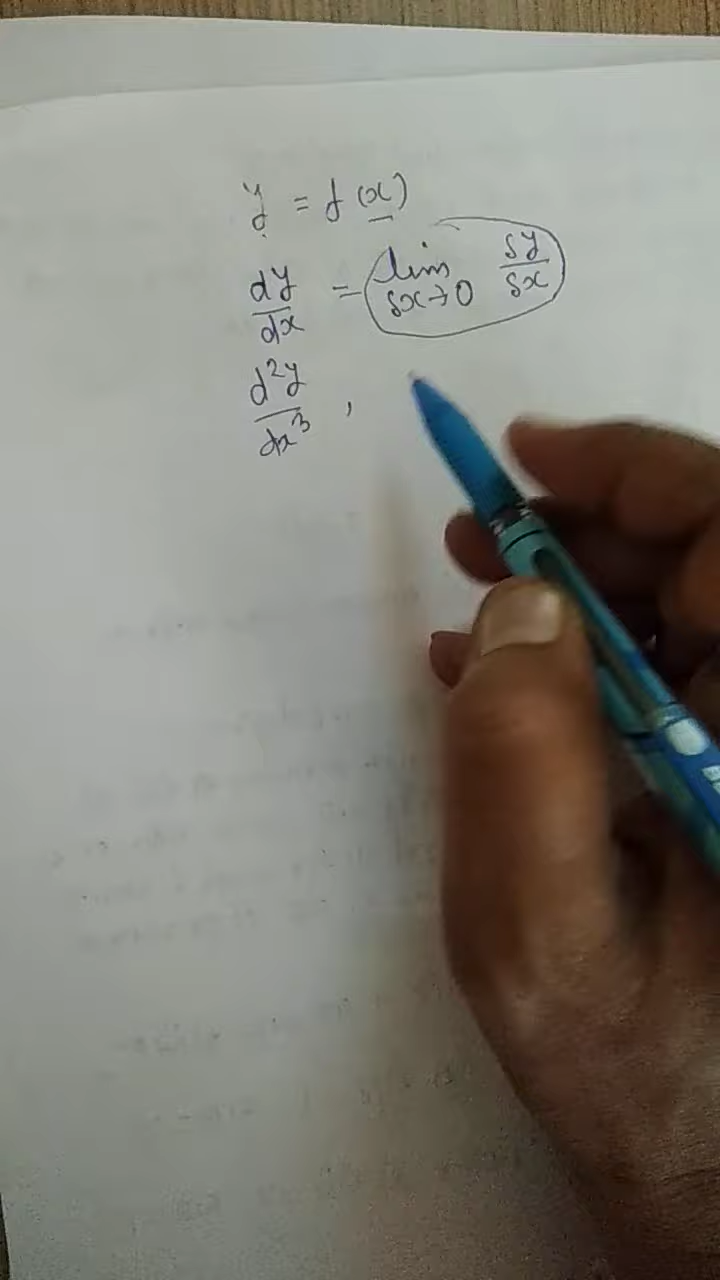 y = f(x)
dy/dx = lim δx→0 δy/δx
d²y/dx³ ,